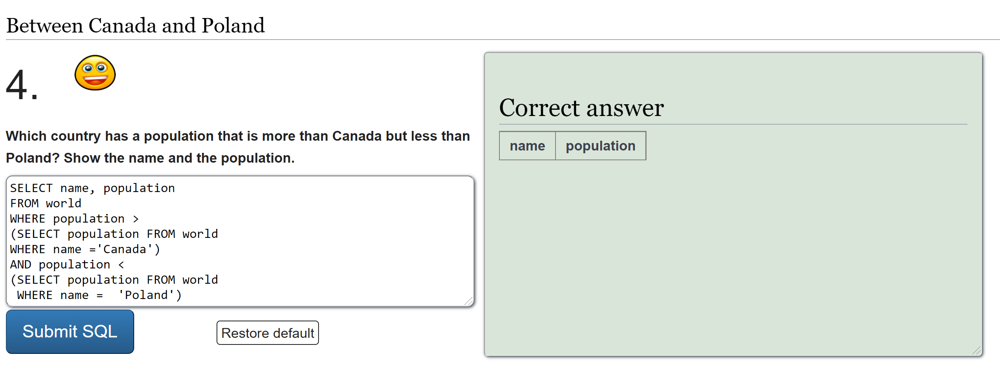 Between Canada and Poland
4.
Which country has a population that is more than Canada but less than
Poland? Show the name and the population.
SELECT name, population
FROM world
WHERE population >
(SELECT population FROM world
WHERE name ='Canada')
AND population <
(SELECT population FROM world
 WHERE name =  'Poland')
Submit SQL
Restore default
Correct answer
name population